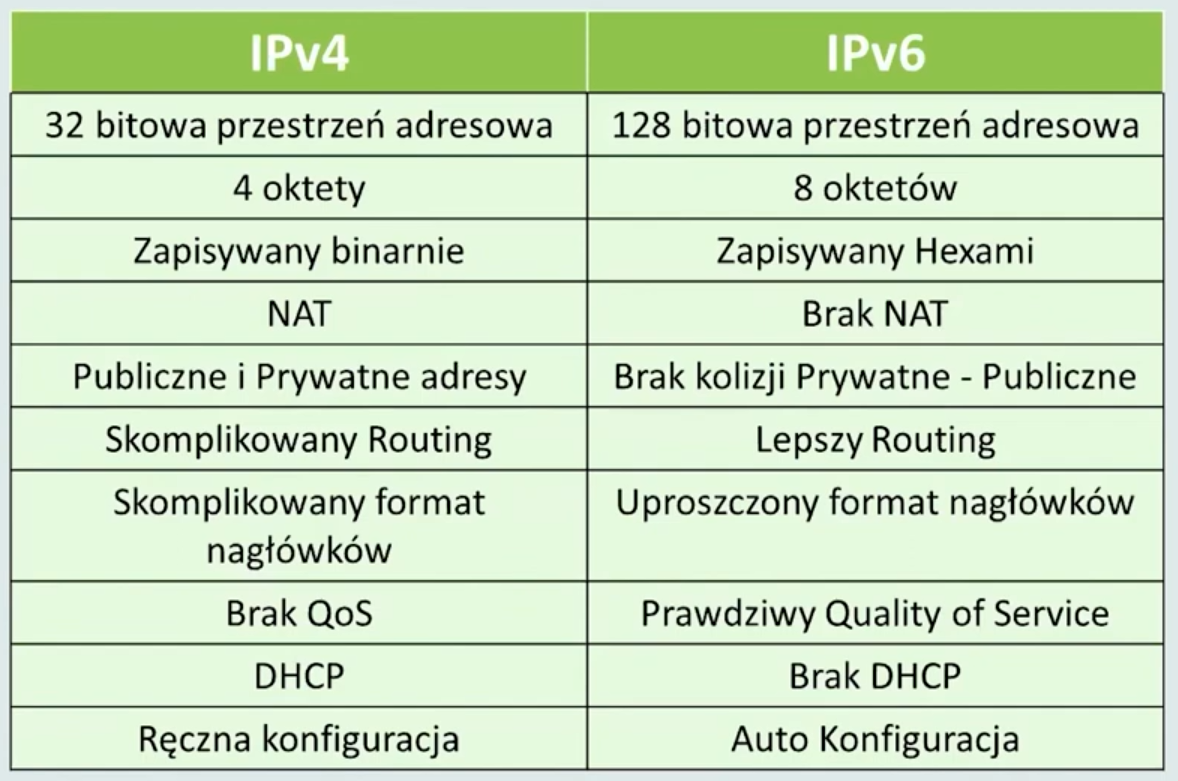 IPv4 IPv6
32 bitowa przestrzeń adresowa 128 bitowa przestrzeń adresowa
4 oktety 8 oktetów
Zapisywany binarnie Zapisywany Hexami
NAT Brak NAT
Publiczne i Prywatne adresy Brak kolizji Prywatne - Publiczne
Skomplikowany Routing Lepszy Routing
Skomplikowany format Uproszczony format nagłówków
nagłówków
Brak QoS Prawdziwy Quality of Service
DHCP Brak DHCP
Ręczna konfiguracja Auto Konfiguracja